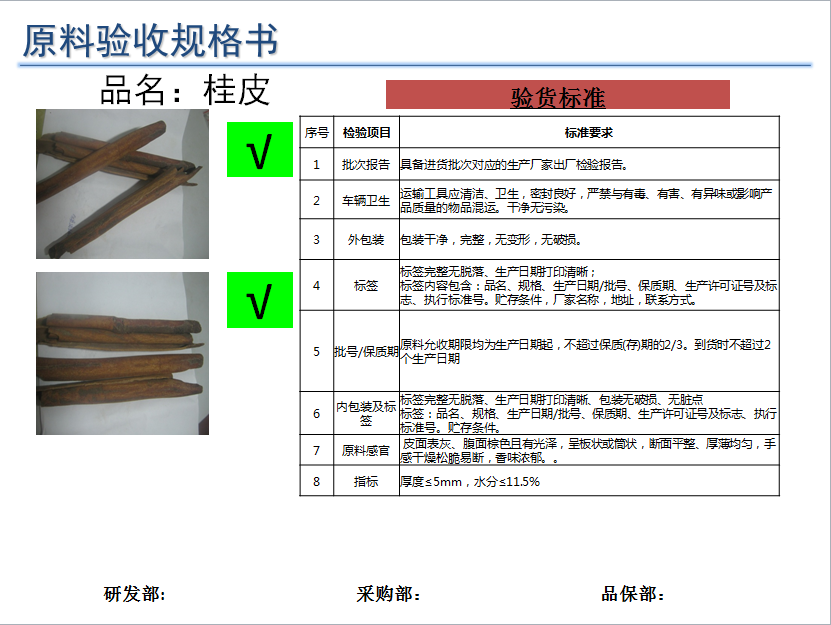 原料验收规格书
品名：桂皮
验货标准
√
√
序号 检验项目 标准要求
1 批次报告 具备进货批次对应的生产厂家出厂检验报告。
2 车辆卫生 运输工具应清洁、卫生，密封良好，严禁与有毒、有害、有异味或影响产
品质量的物品混运。干净无污染。
3 外包装 包装干净，完整，无变形，无破损。
4 标签 标签完整无脱落、生产日期打印清晰；
标签内容包含：品名、规格、生产日期/批号、保质期、生产许可证号及标
志、执行标准号。贮存条件，厂家名称，地址，联系方式。
5 批号/保质期 原料允收期限均为生产日期起，不超过保质(存)期的2/3。到货时不超过2
个生产日期
6 内包装及标
签
标签完整无脱落、生产日期打印清晰、包装无破损、无脏点
标签：品名、规格、生产日期/批号、保质期、生产许可证号及标志、执行
标准号。贮存条件。
7 原料感官 皮面表灰、腹面棕色且有光泽，呈板状或筒状，断面平整、厚薄均匀，手
感干燥松脆易断，香味浓郁。。
8 指标 厚度≤5mm，水分≤11.5%
研发部: 采购部： 品保部：